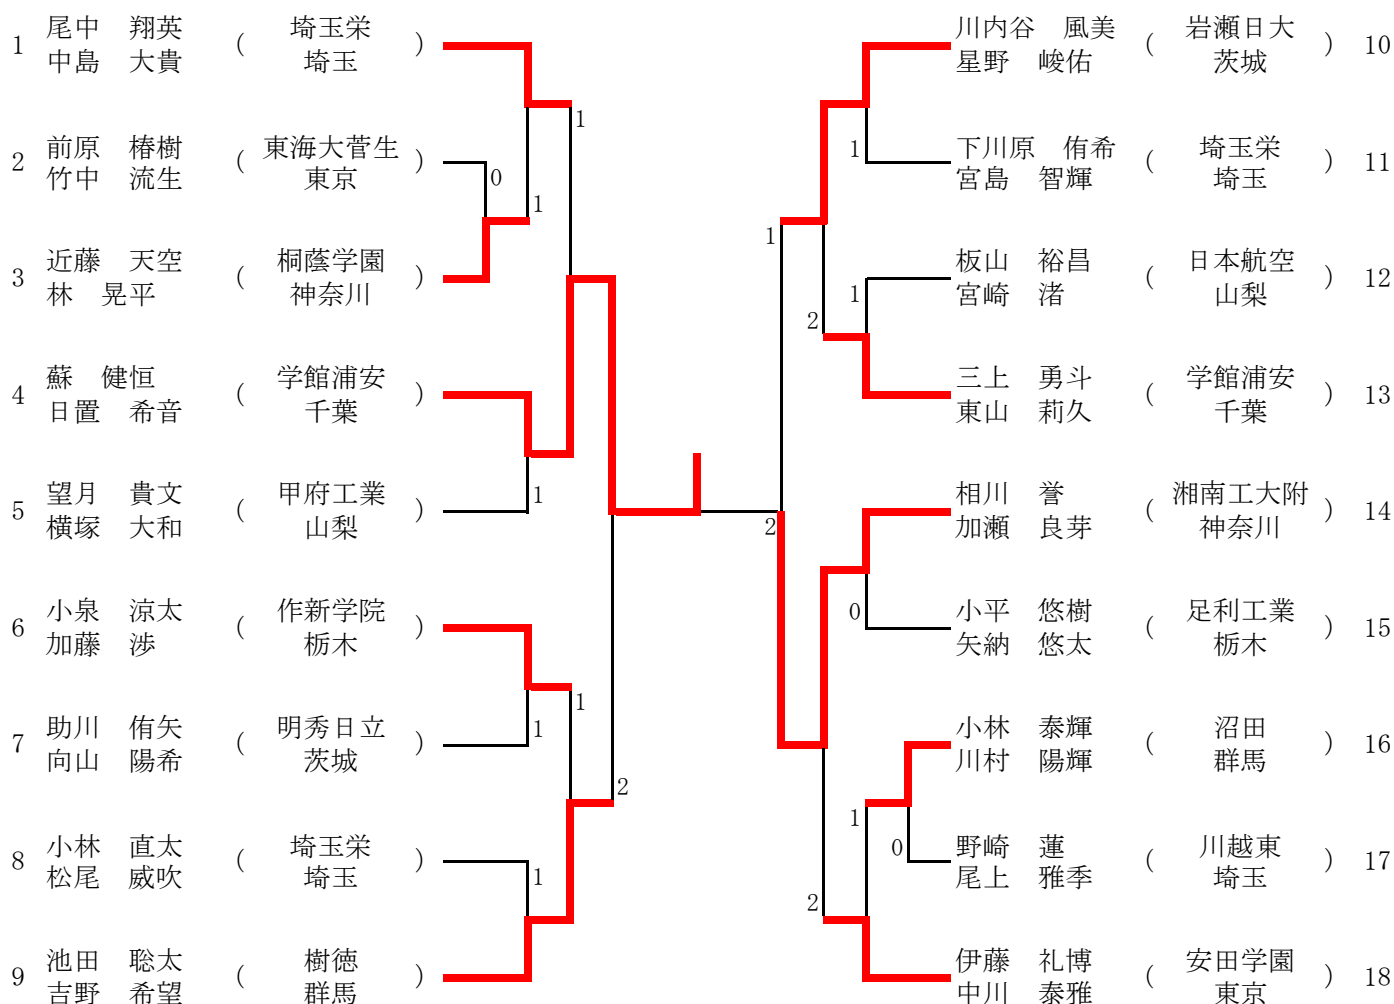 1 尾中 翔英 ( 埼玉栄 )
中島 大貴 埼玉
2 前原 椿樹 ( 東海大菅生 )
竹中 流生 東京
3 近藤 天空 ( 桐蔭学園 )
林 晃平 神奈川
4 蘇 健恒 ( 学館浦安 )
日置 希音 千葉
5 望月 貴文 ( 甲府工業 )
横塚 大和 山梨
6 小泉 涼太 ( 作新学院 )
加藤 渉 栃木
7 助川 侑矢 ( 明秀日立 )
向山 陽希 茨城
8 小林 直太 ( 埼玉栄 )
松尾 威吹 埼玉
9 池田 聡太 ( 樹徳 )
吉野 希望 群馬
1
0
1
1
1
1
2
1
2
1
1
1
2
0
1
0
2
川内谷 風美 ( 岩瀬日大 ) 10
星野 峻佑 茨城
下川原 侑希 ( 埼玉栄 ) 11
宮島 智輝 埼玉
板山 裕昌 ( 日本航空 ) 12
宮崎 渚 山梨
三上 勇斗 ( 学館浦安 ) 13
東山 莉久 千葉
相川 誉 ( 湘南工大附 ) 14
加瀬 良芽 神奈川
小平 悠樹 ( 足利工業 ) 15
矢納 悠太 栃木
小林 泰輝 ( 沼田 ) 16
川村 陽輝 群馬
野崎 蓮 ( 川越東 ) 17
尾上 雅季 埼玉
伊藤 礼博 ( 安田学園 ) 18
中川 泰雅 東京